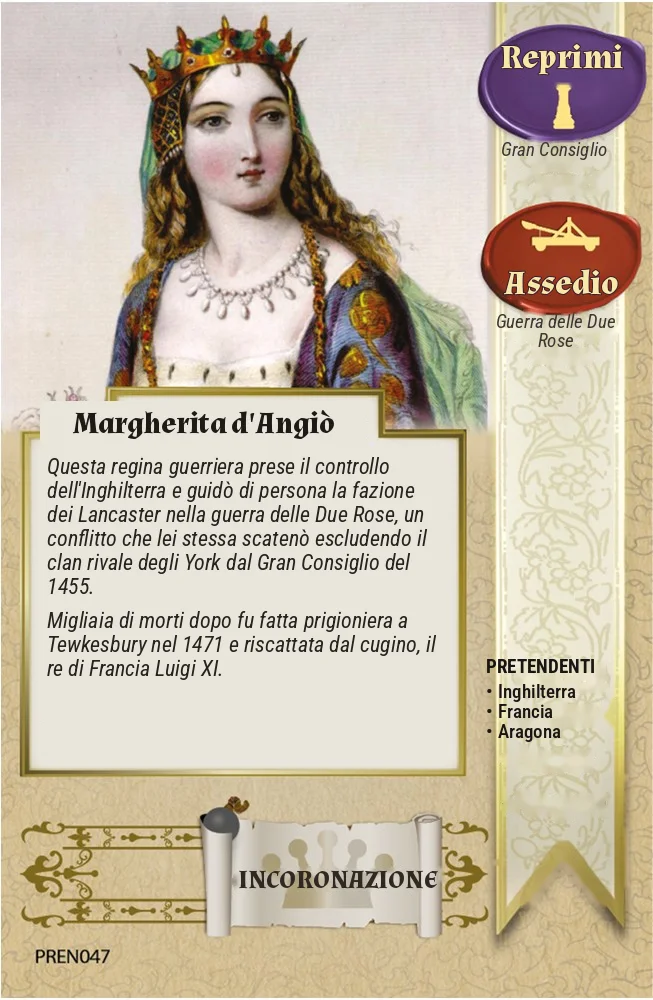 Reprimi
Gran Consiglio
Assedio
Guerra delle Due
Rose
Margherita d'Angiò
Questa regina guerriera prese il controllo
dell'Inghilterra e guidò di persona la fazione
dei Lancaster nella guerra delle Due Rose, un
conflitto che lei stessa scatenò escludendo il
clan rivale degli York dal Gran Consiglio del
1455.
Migliaia di morti dopo fu fatta prigioniera a
Tewkesbury nel 1471 e riscattata dal cugino, il
re di Francia Luigi XI.
PRETENDENTI
• Inghilterra
• Francia
• Aragona
INCORONAZIONE
PREN047